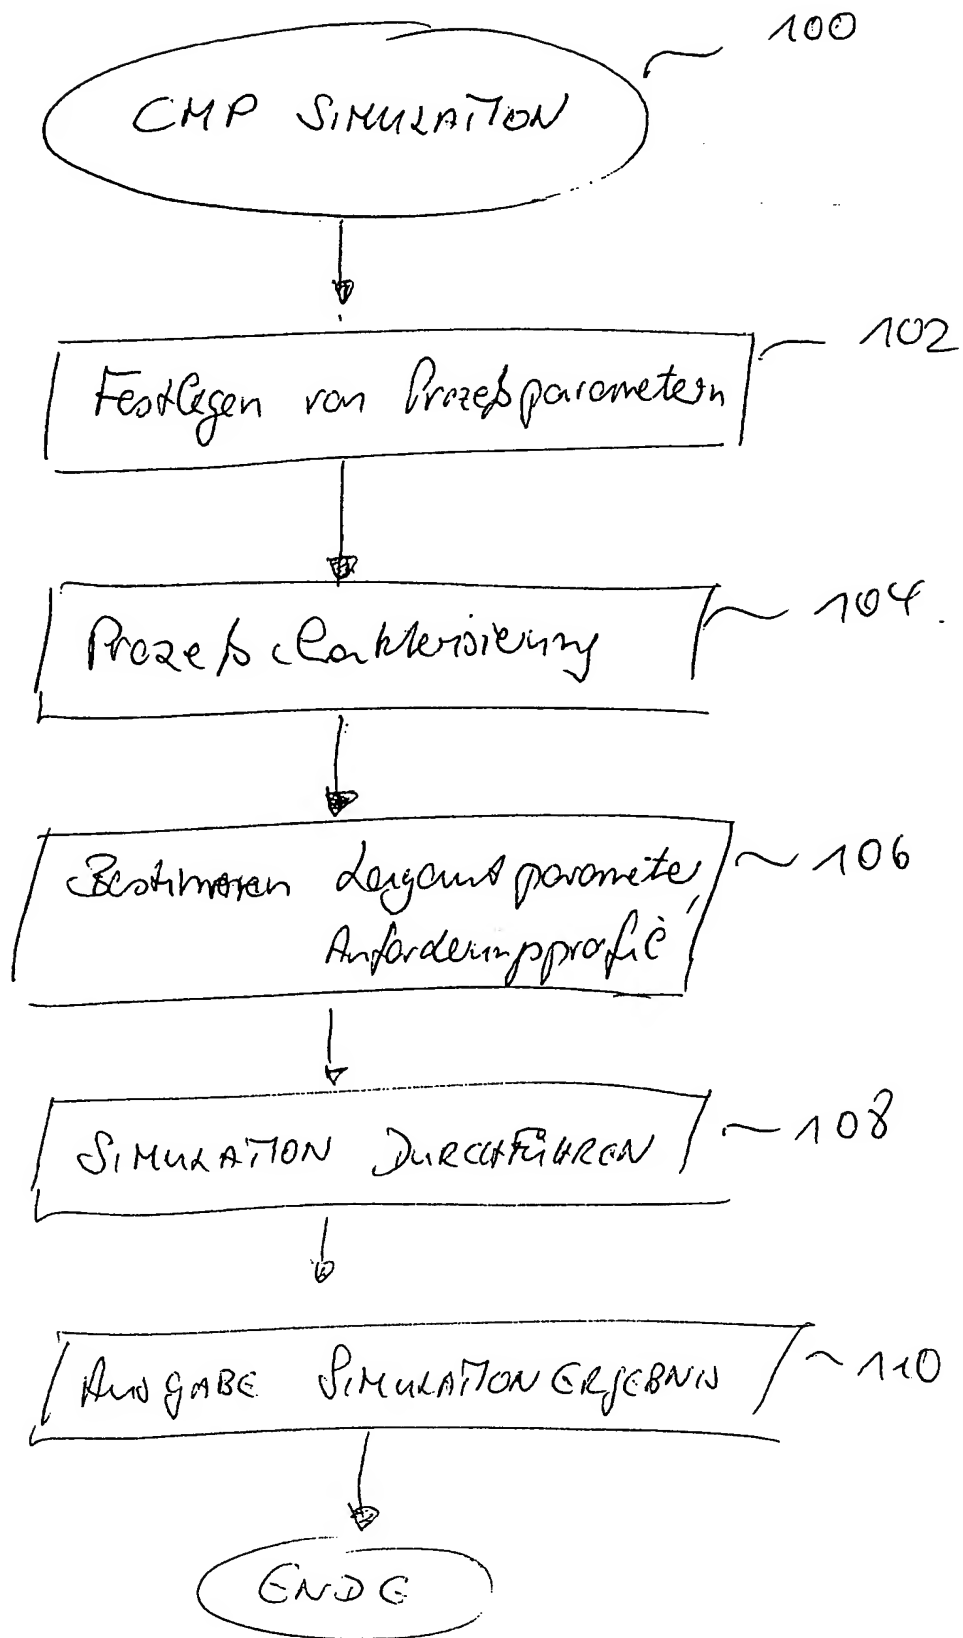 100
CMP SIMULATION
102
Festlegen von Prozeßparametern
104
Prozeßcharakterisierung
106
Bestimmen Layoutparameter,
Anforderungsprofil
108
SIMULATION DURCHFÜHREN
110
AUSGABE SIMULATIONERGEBNIS
ENDE